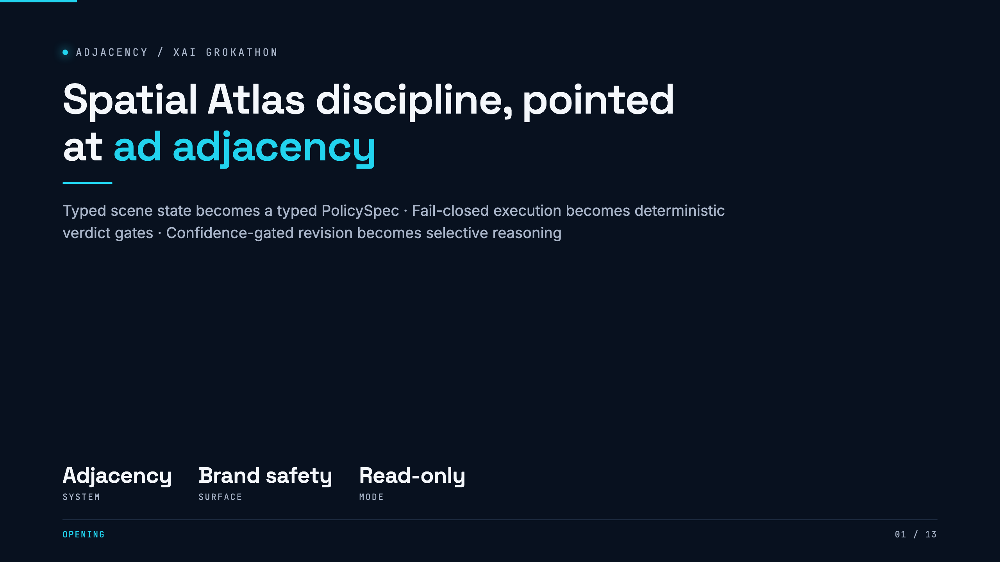 ADJACENCY / XAI GROKATHON
Spatial Atlas discipline, pointed
at ad adjacency
Typed scene state becomes a typed PolicySpec · Fail-closed execution becomes deterministic
verdict gates · Confidence-gated revision becomes selective reasoning
Adjacency Brand safety Read-only
SYSTEM SURFACE MODE
OPENING 01 / 13